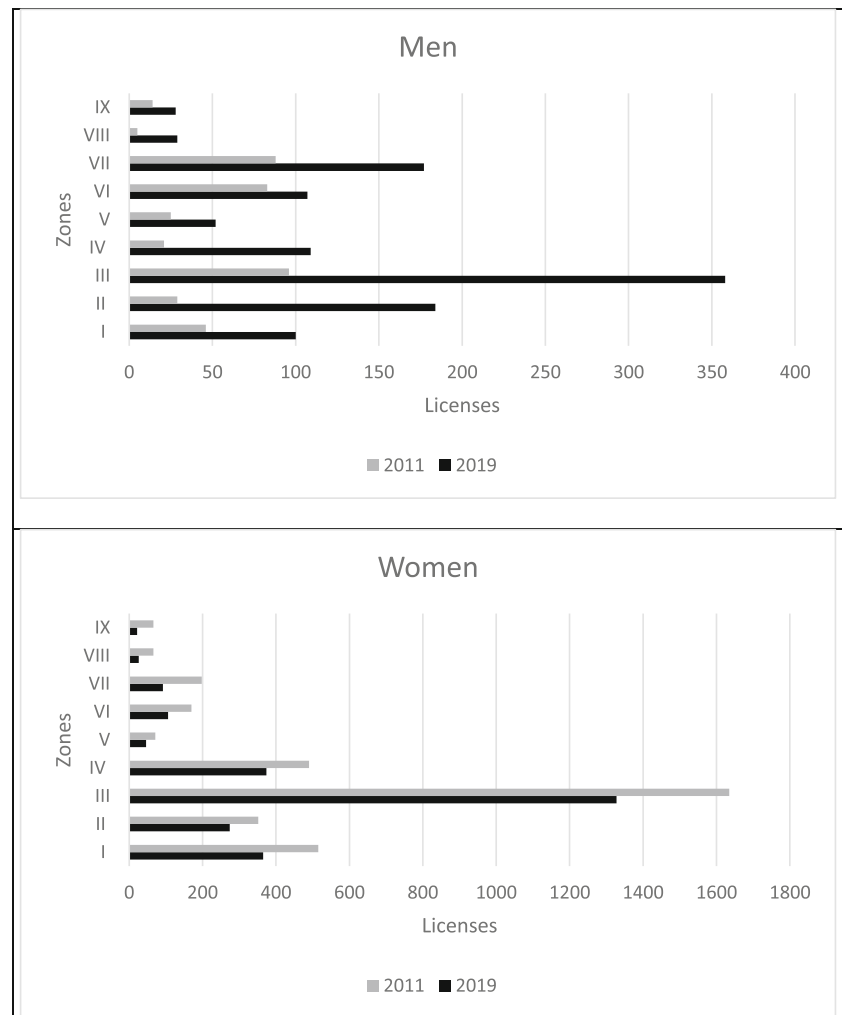 Men
IX
VIII
VII
VI
V
IV
III
II
I
Zones
0 50 100 150 200 250 300 350 400
Licenses
2011 2019
Women
IX
VIII
VII
VI
V
IV
III
II
I
Zones
0 200 400 600 800 1000 1200 1400 1600 1800
Licenses
2011 2019